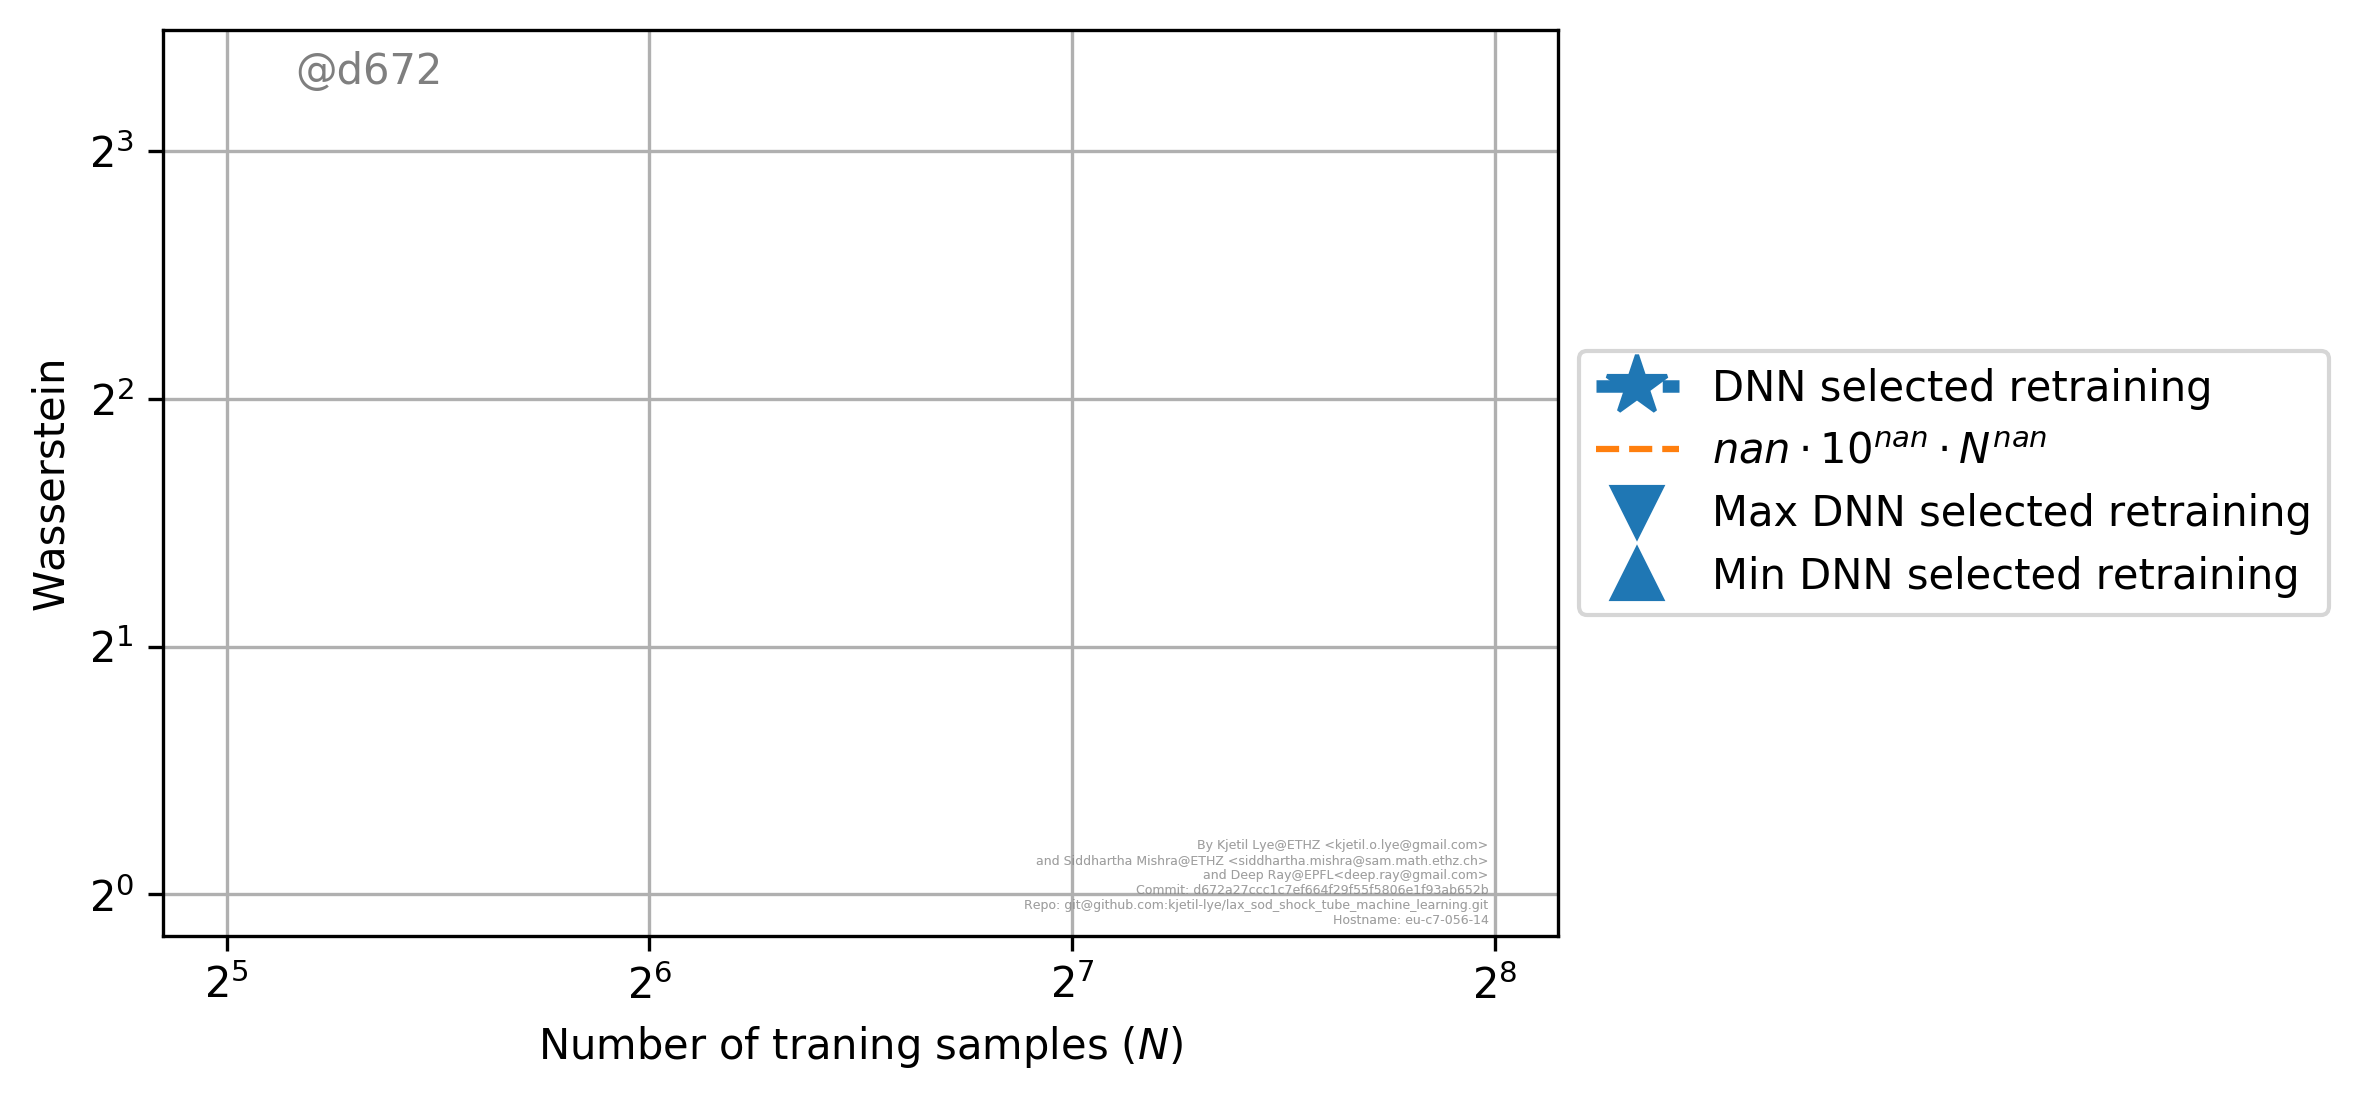 @d672
2^3
2^2
2^1
2^0
Wasserstein
2^5 2^6 2^7 2^8
Number of traning samples (N)
DNN selected retraining
nan · 10^nan · N^nan
Max DNN selected retraining
Min DNN selected retraining
By Kjetil Lye@ETHZ <kjetil.o.lye@gmail.com>
and Siddhartha Mishra@ETHZ <siddhartha.mishra@sam.math.ethz.ch>
and Deep Ray@EPFL<deep.ray@gmail.com>
Commit: d672a27ccc1c7ef664f29f55f5806e1f93ab652b
Repo: git@github.com:kjetil-lye/lax_sod_shock_tube_machine_learning.git
Hostname: eu-c7-056-14